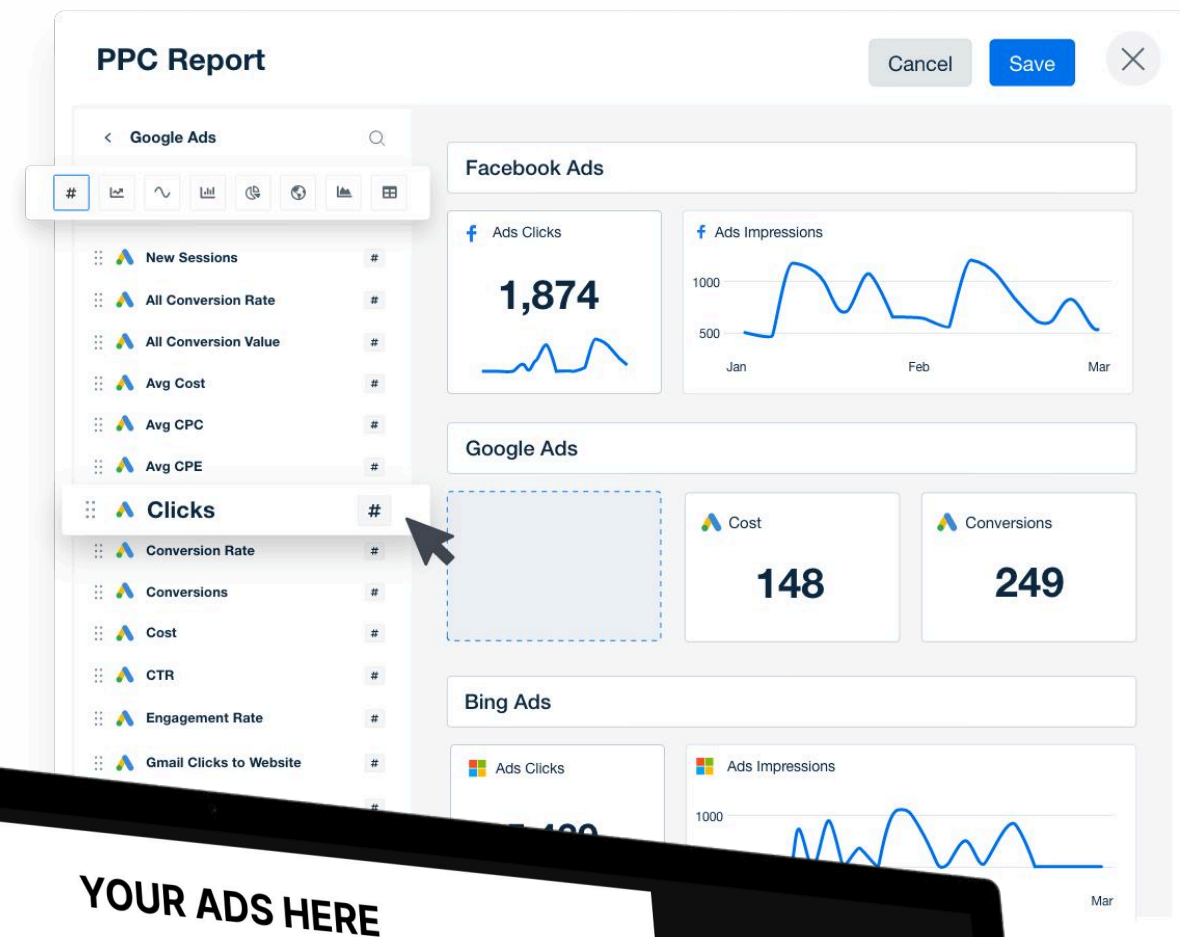 PPC Report
Cancel
Save
Google Ads
#
New Sessions #
All Conversion Rate #
All Conversion Value #
Avg Cost #
Avg CPC #
Avg CPE #
Clicks #
Conversion Rate #
Conversions #
Cost #
CTR #
Engagement Rate #
Gmail Clicks to Website #
#
Facebook Ads
Ads Clicks
1,874
Ads Impressions
1000
500
Jan Feb Mar
Google Ads
Cost
148
Conversions
249
Bing Ads
Ads Clicks
Ads Impressions
1000
Mar
YOUR ADS HERE